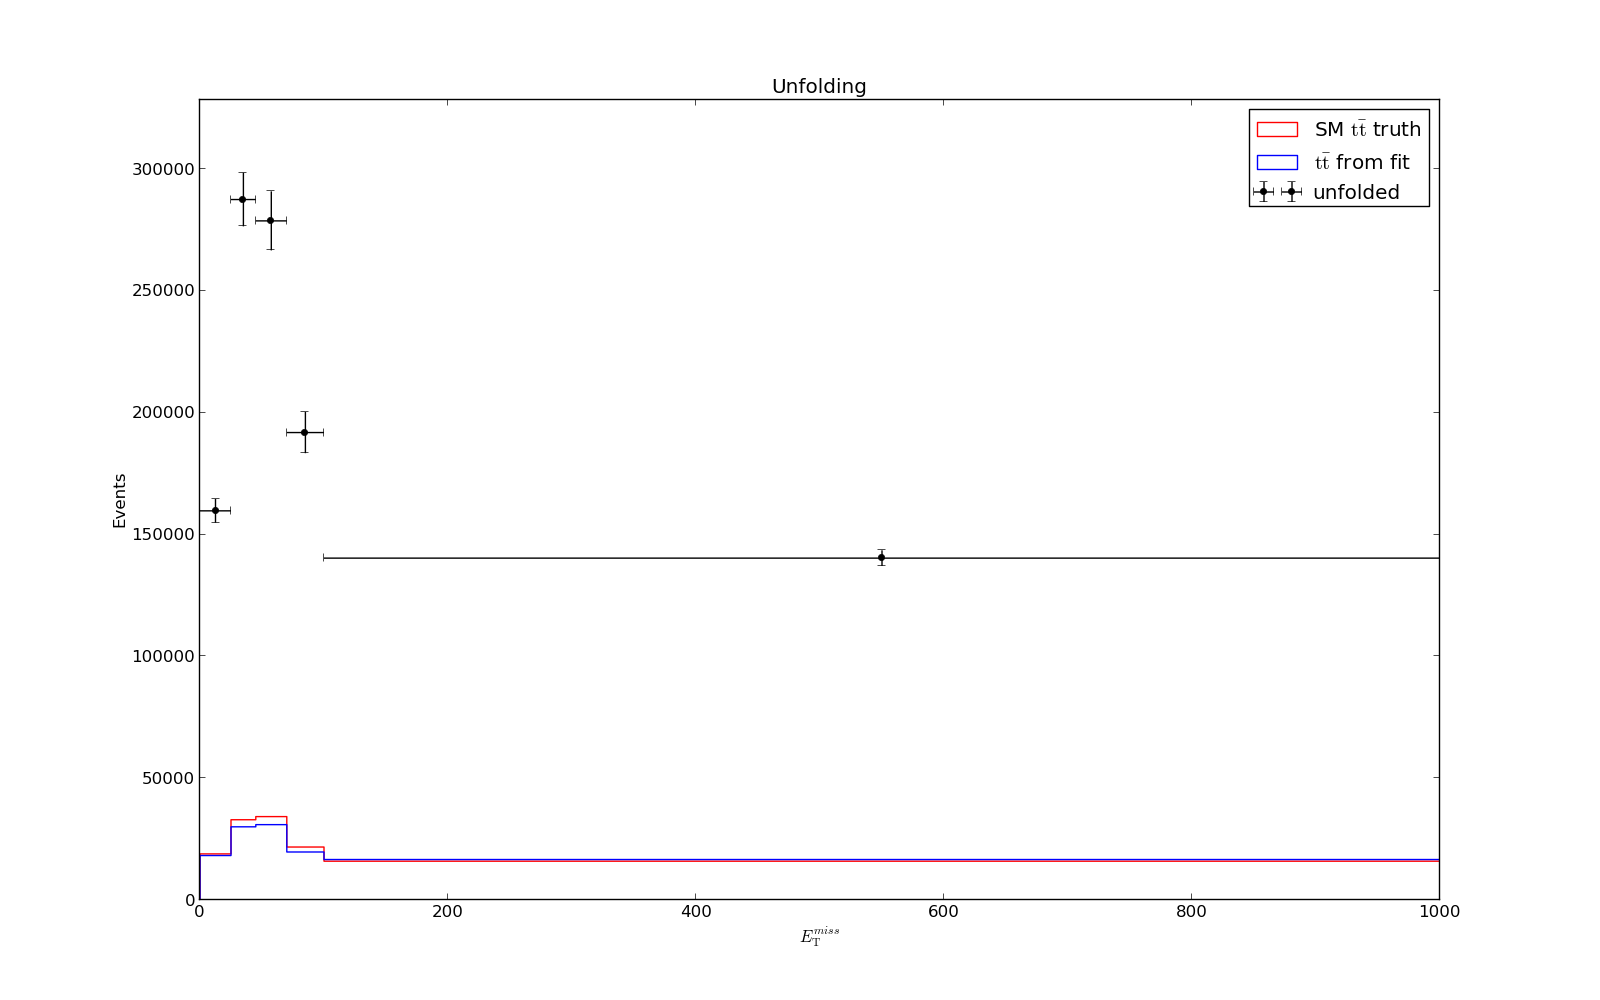 Unfolding
SM tt̄ truth
tt̄ from fit
unfolded
300000
250000
200000
150000
100000
50000
0
Events
0 200 400 600 800 1000
E_T^miss